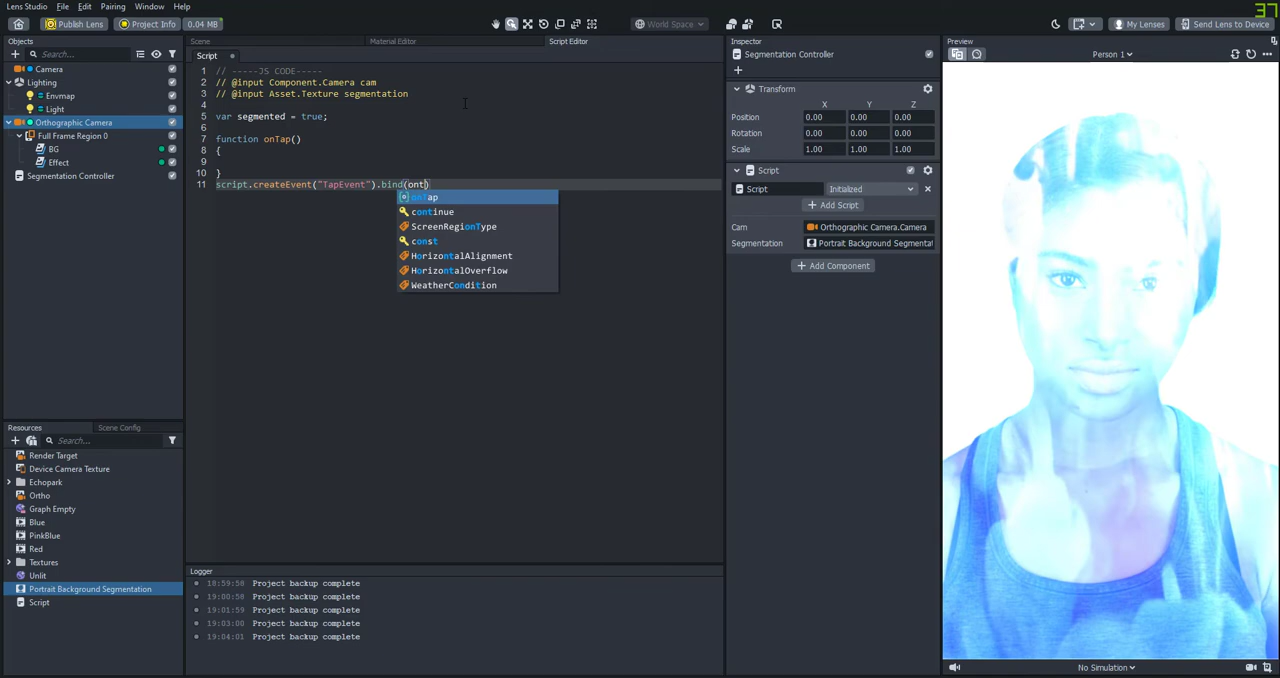 Lens Studio File Edit Pairing Window Help
37
Publish Lens Project Info 0.04 MB World Space My Lenses Send Lens to Device
Objects
Search...
Camera
Lighting
Envmap
Light
Orthographic Camera
Full Frame Region 0
BG
Effect
Segmentation Controller
Resources Scene Config
Search...
Render Target
Device Camera Texture
Echopark
Ortho
Graph Empty
Blue
PinkBlue
Red
Textures
Unlit
Portrait Background Segmentation
Script
Scene Material Editor Script Editor
Script
1 // -----JS CODE-----
2 // @input Component.Camera cam
3 // @input Asset.Texture segmentation
4
5 var segmented = true;
6
7 function onTap()
8 {
9
10 }
11 script.createEvent("TapEvent").bind(ont)
onTap
continue
ScreenRegionType
const
HorizontalAlignment
HorizontalOverflow
WeatherCondition
Logger
18:59:58 Project backup complete
19:00:58 Project backup complete
19:01:59 Project backup complete
19:03:00 Project backup complete
19:04:01 Project backup complete
Inspector
Segmentation Controller
Transform
X Y Z
Position 0.00 0.00 0.00
Rotation 0.00 0.00 0.00
Scale 1.00 1.00 1.00
Script
Script Initialized
+ Add Script
Cam Orthographic Camera.Camera
Segmentation Portrait Background Segmentat
+ Add Component
Preview
Person 1
No Simulation